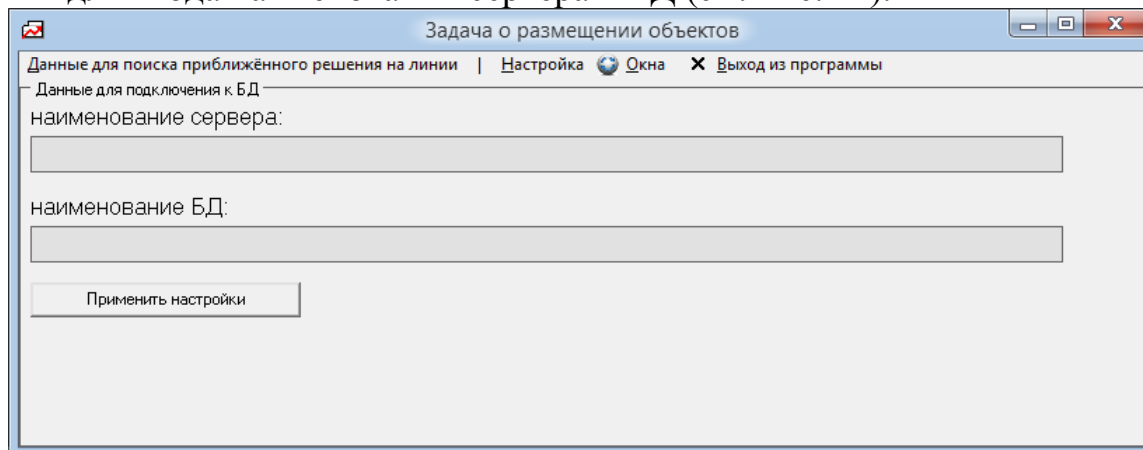 Задача о размещении объектов
Данные для поиска приближённого решения на линии | Настройка Окна Выход из программы
Данные для подключения к БД
наименование сервера:
наименование БД:
Применить настройки